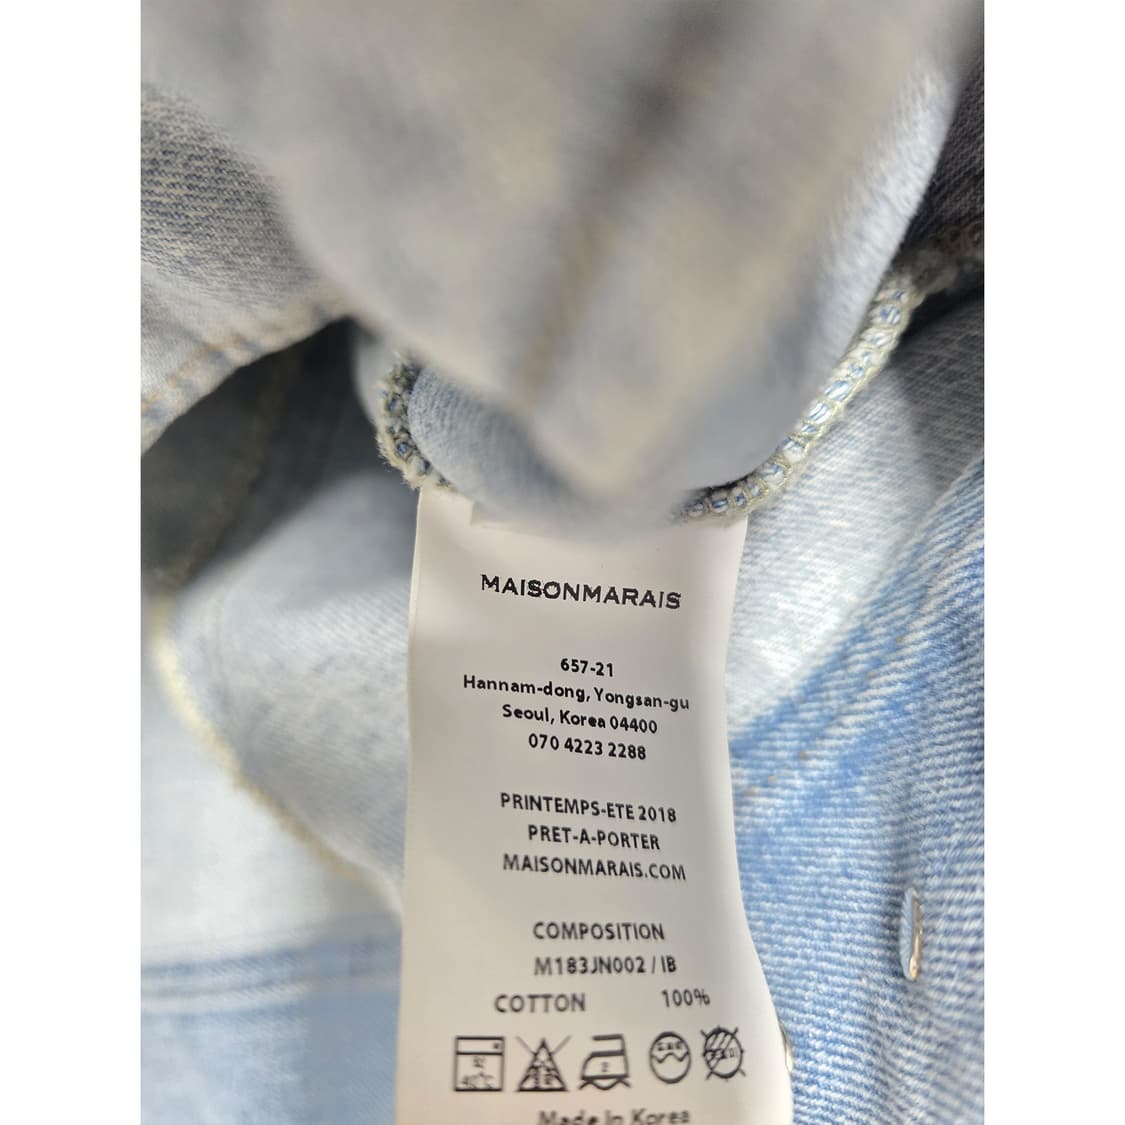 MAISONMARAIS
657-21
Hannam-dong, Yongsan-gu
Seoul, Korea 04400
070 4223 2288
PRINTEMPS-ETE 2018
PRET-A-PORTER
MAISONMARAIS.COM
COMPOSITION
M183JN002 / IB
COTTON 100%
Made In Korea